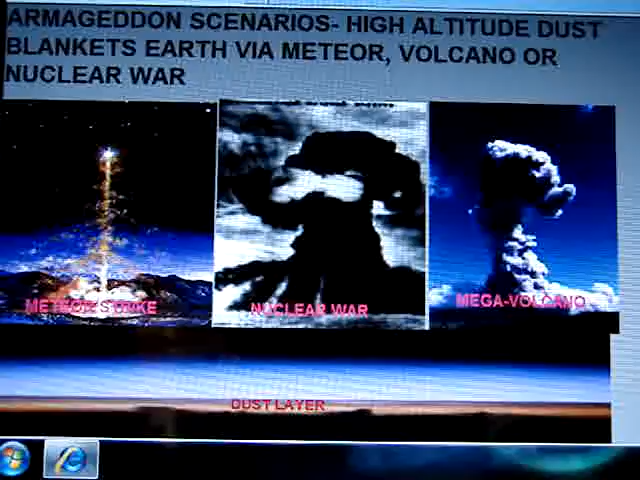 ARMAGEDDON SCENARIOS- HIGH ALTITUDE DUST
BLANKETS EARTH VIA METEOR, VOLCANO OR
NUCLEAR WAR
METEOR STRIKE
NUCLEAR WAR
MEGA-VOLCANO
DUST LAYER